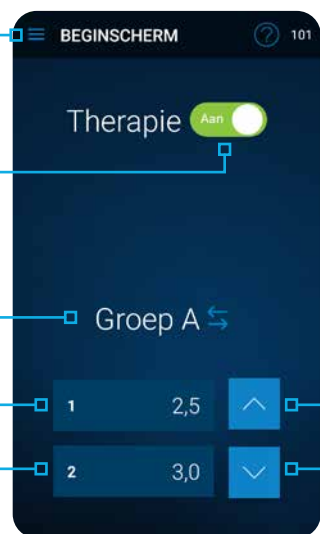 BEGINSCHERM 101
Therapie Aan
Groep A
1 2,5
2 3,0